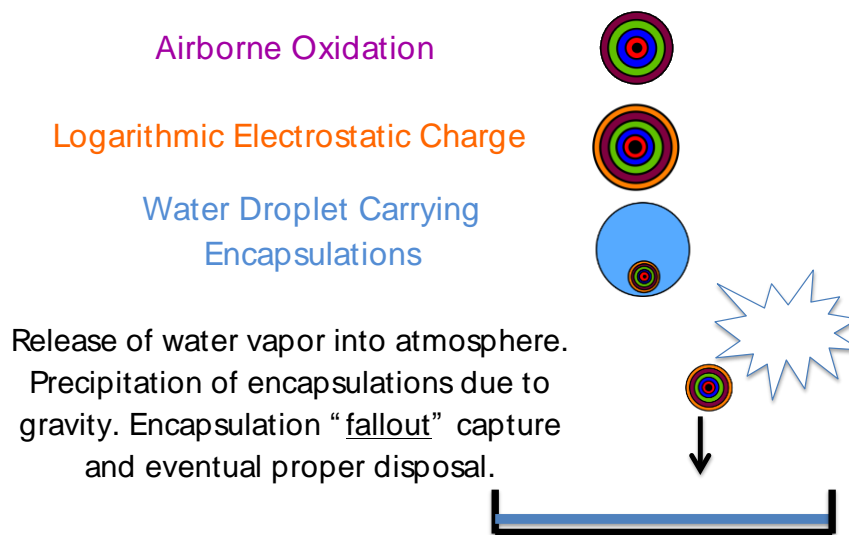 Airborne Oxidation
Logarithmic Electrostatic Charge
Water Droplet Carrying
Encapsulations
Release of water vapor into atmosphere.
Precipitation of encapsulations due to
gravity. Encapsulation “fallout” capture
and eventual proper disposal.